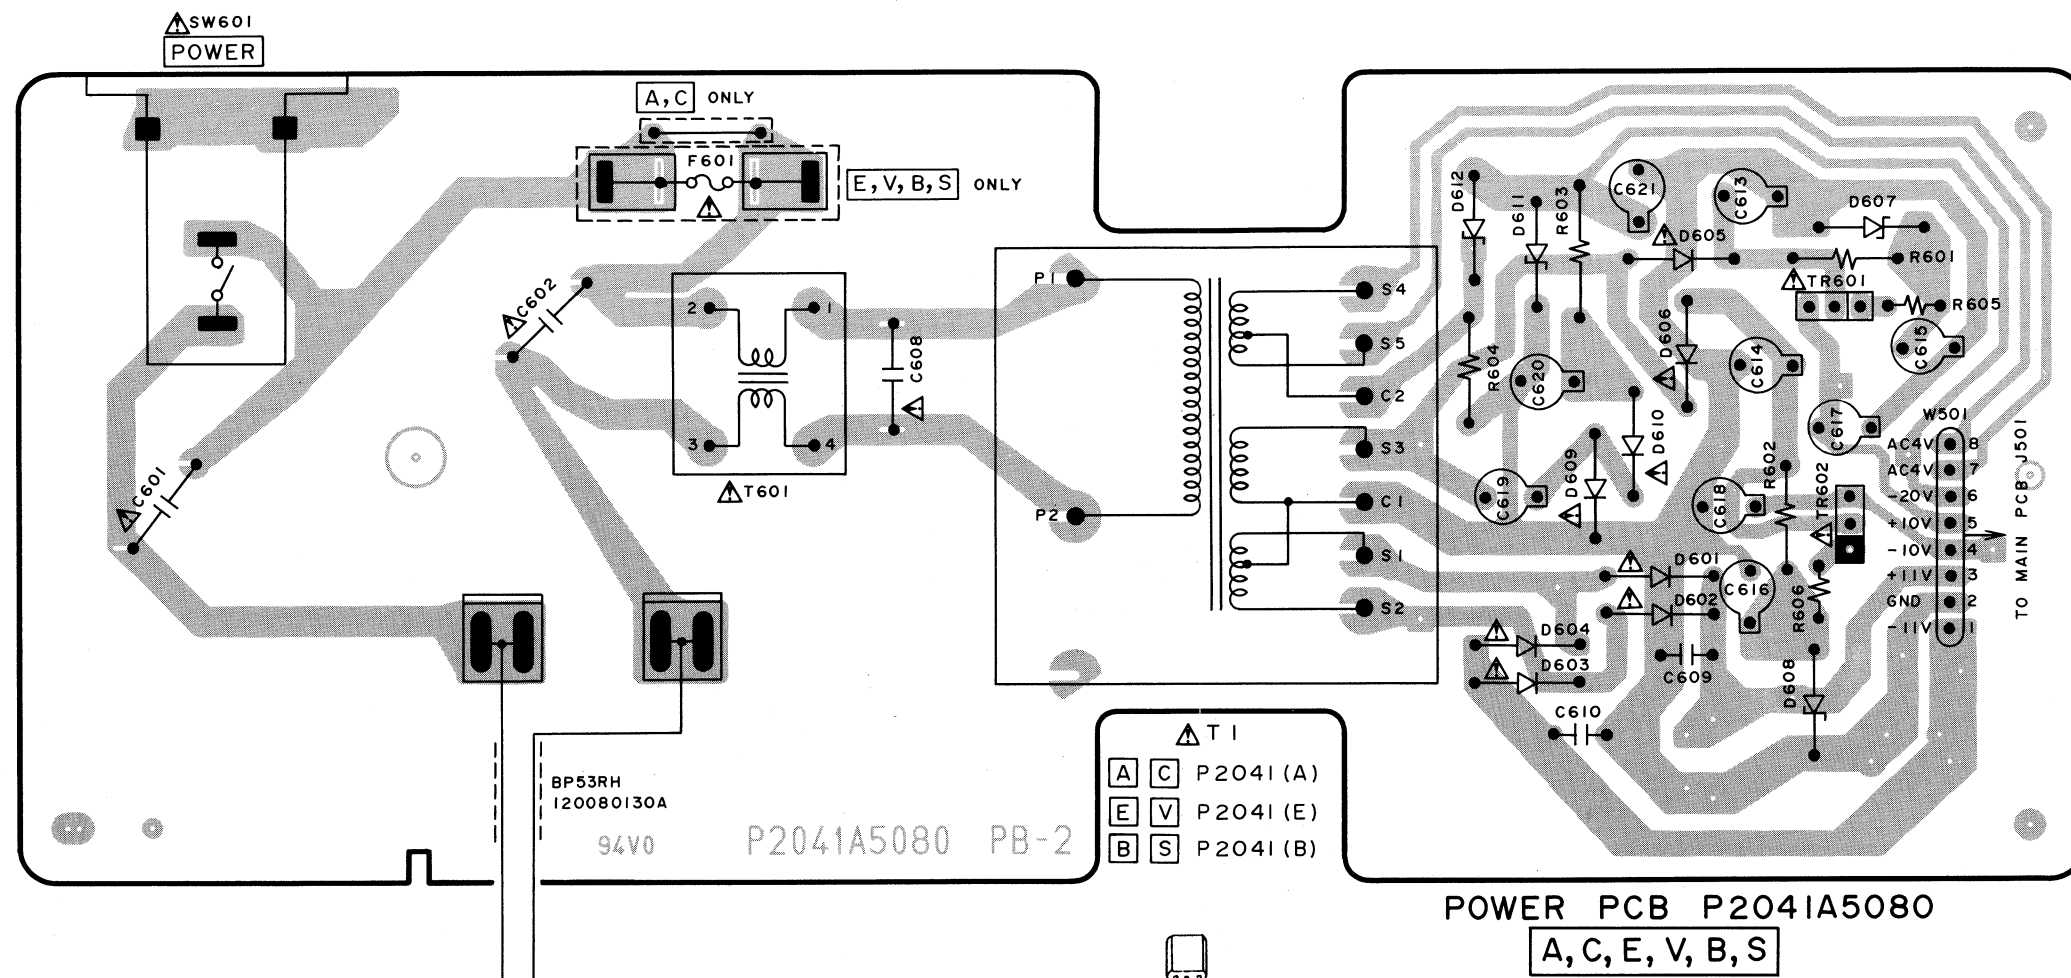 SW601
POWER
A, C ONLY
F601
E, V, B, S ONLY
C602
2
1
3
4
T601
C608
C601
P1
P2
S4
S5
C2
S3
C1
S1
S2
D612
D611
R603
C621
C613
D607
D605
R601
TR601
R605
D606
C615
R604
C620
C614
C617
D610
D609
R602
TR602
C619
C618
W501
AC4V 8
AC4V 7
-20V 6
+10V 5
-10V 4
+11V 3
GND 2
-11V 1
TO MAIN PCB J501
D601
D602
C616
R606
D604
D603
C609
D608
C610
BP53RH
120080130A
94V0
P2041A5080 PB-2
T1
A C P2041(A)
E V P2041(E)
B S P2041(B)
POWER PCB P2041A5080
A, C, E, V, B, S